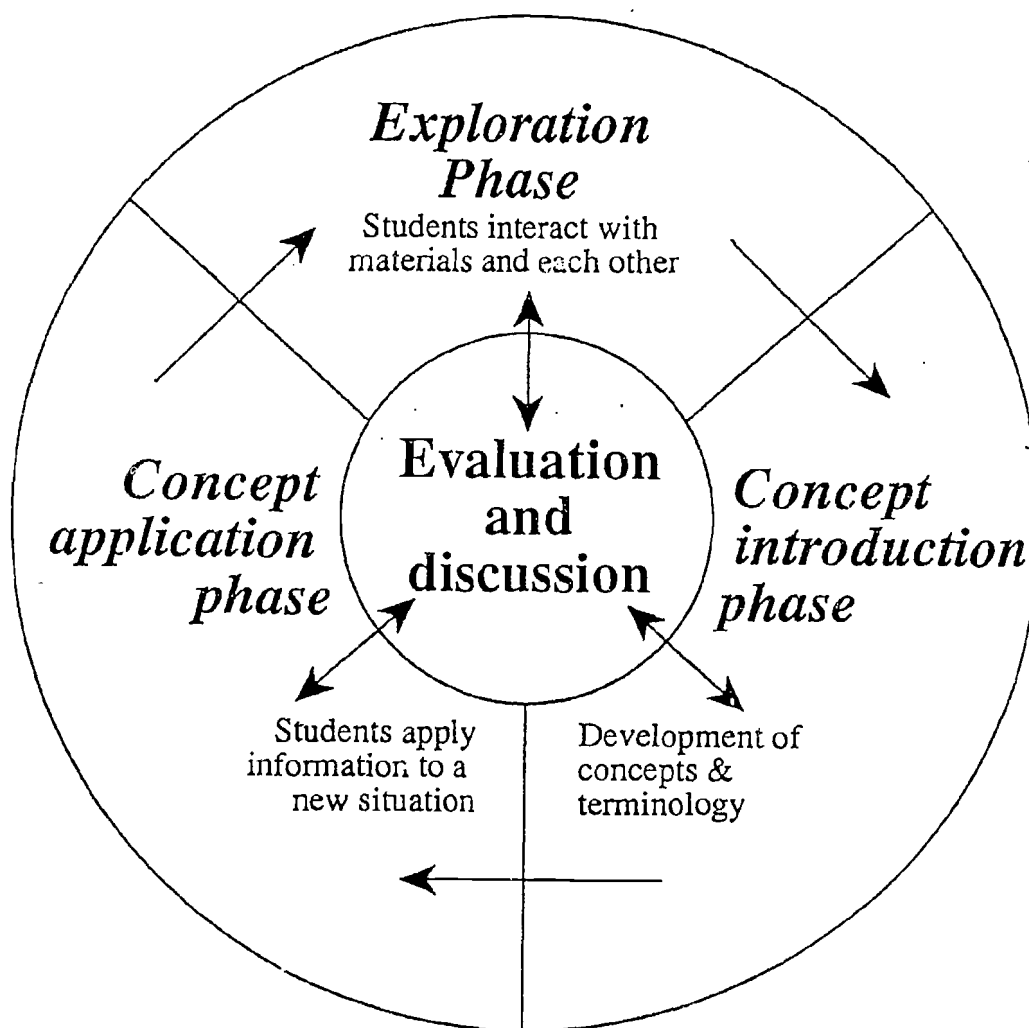 Exploration
Phase
Students interact with
materials and each other
Evaluation
and
discussion
Concept
introduction
phase
Development of
concepts &
terminology
Concept
application
phase
Students apply
information to a
new situation